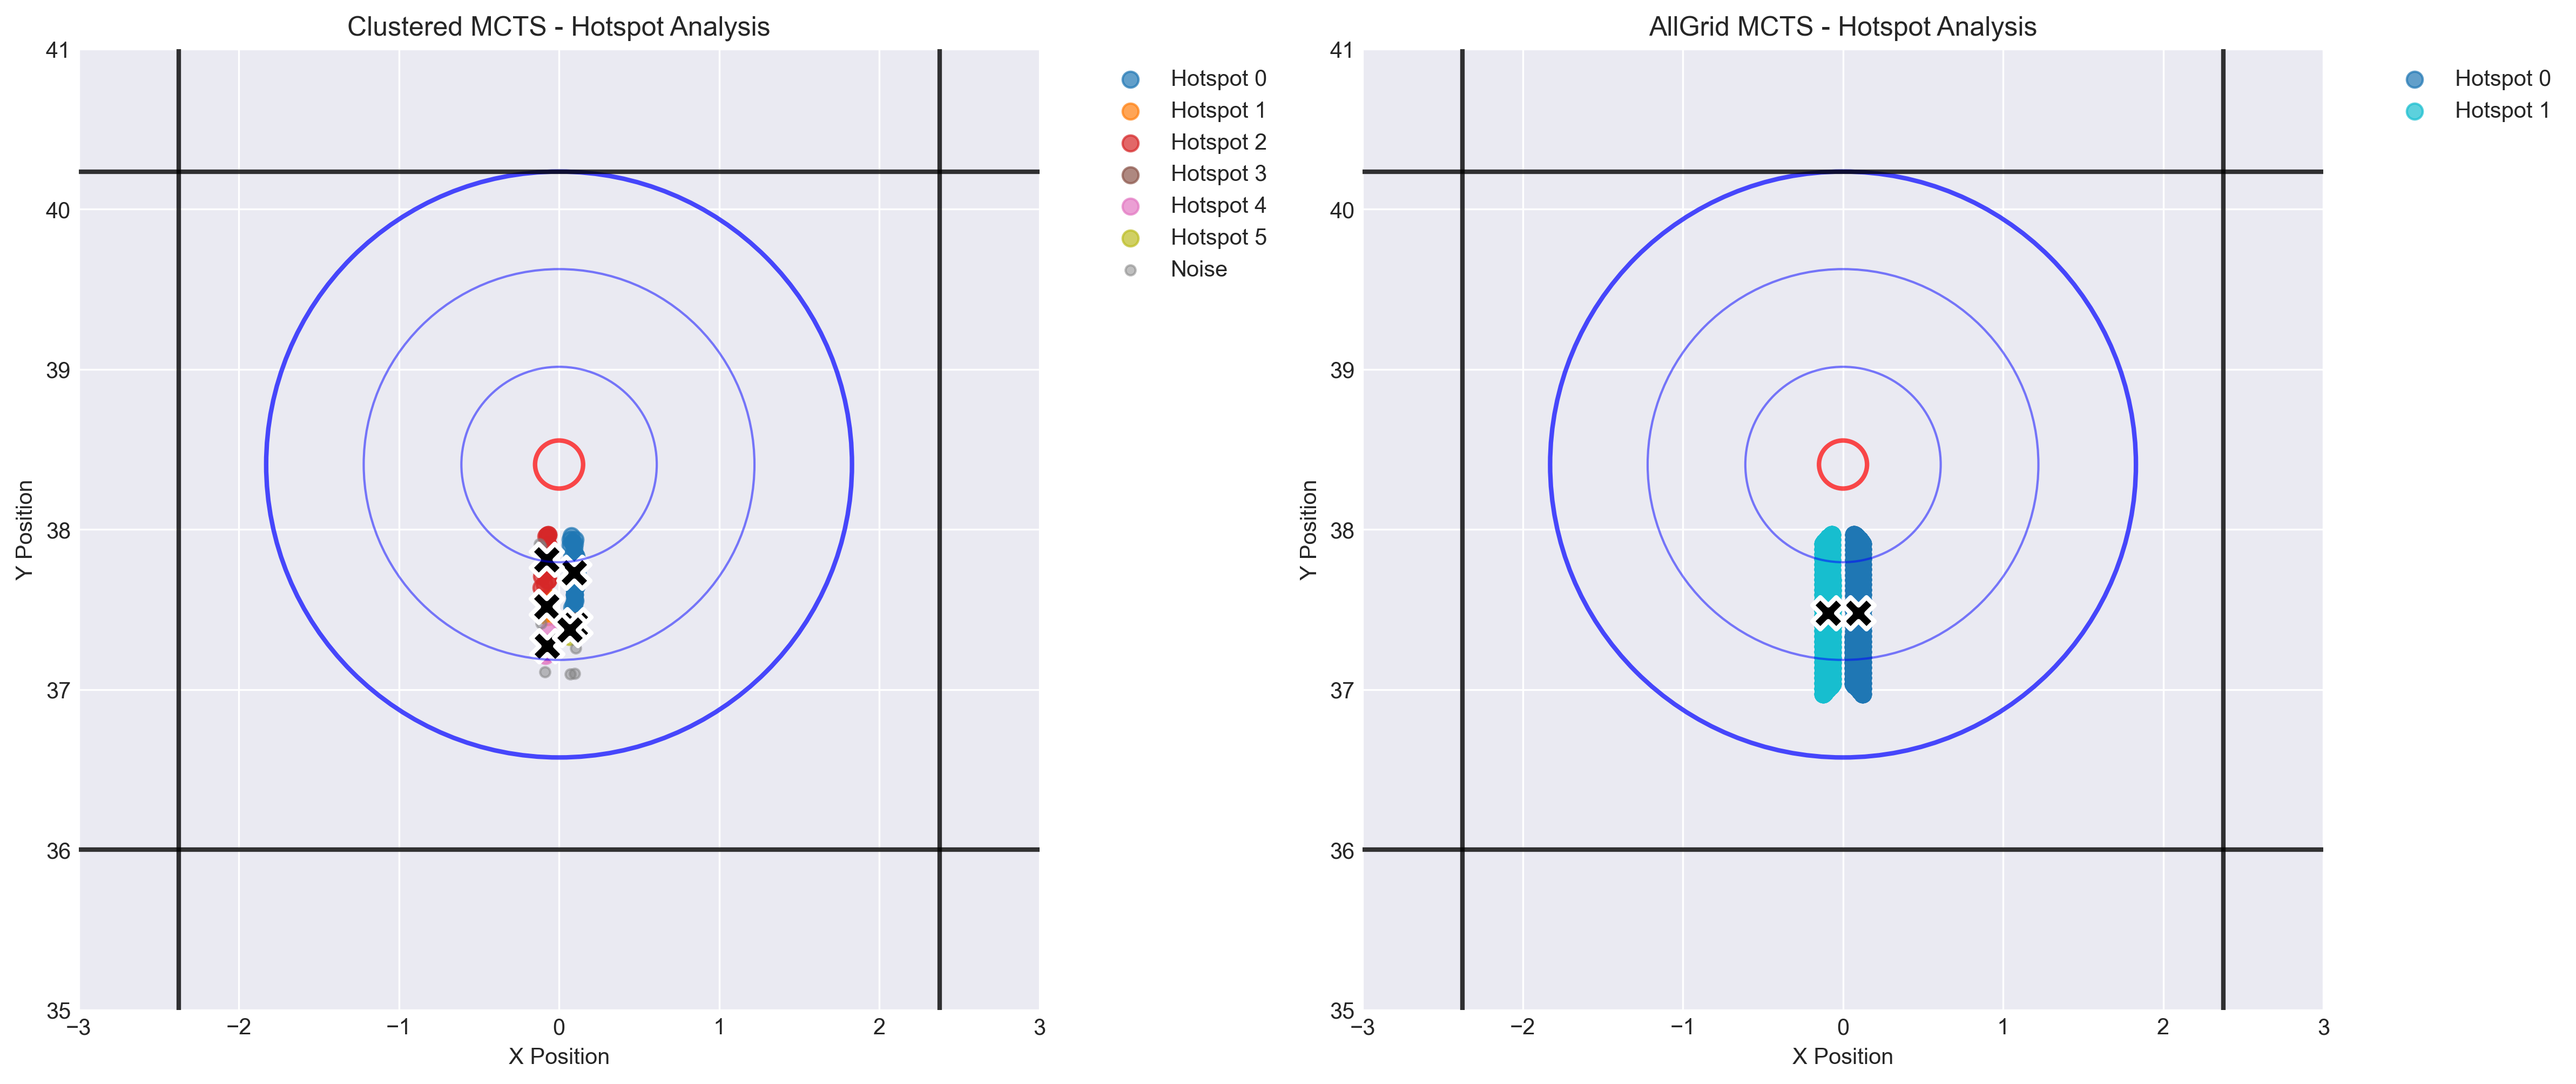 Clustered MCTS - Hotspot Analysis
41
40
39
38
37
36
35
Y Position
−3
−2
−1
0
1
2
3
X Position
Hotspot 0
Hotspot 1
Hotspot 2
Hotspot 3
Hotspot 4
Hotspot 5
Noise
AllGrid MCTS - Hotspot Analysis
41
40
39
38
37
36
35
Y Position
−3
−2
−1
0
1
2
3
X Position
Hotspot 0
Hotspot 1